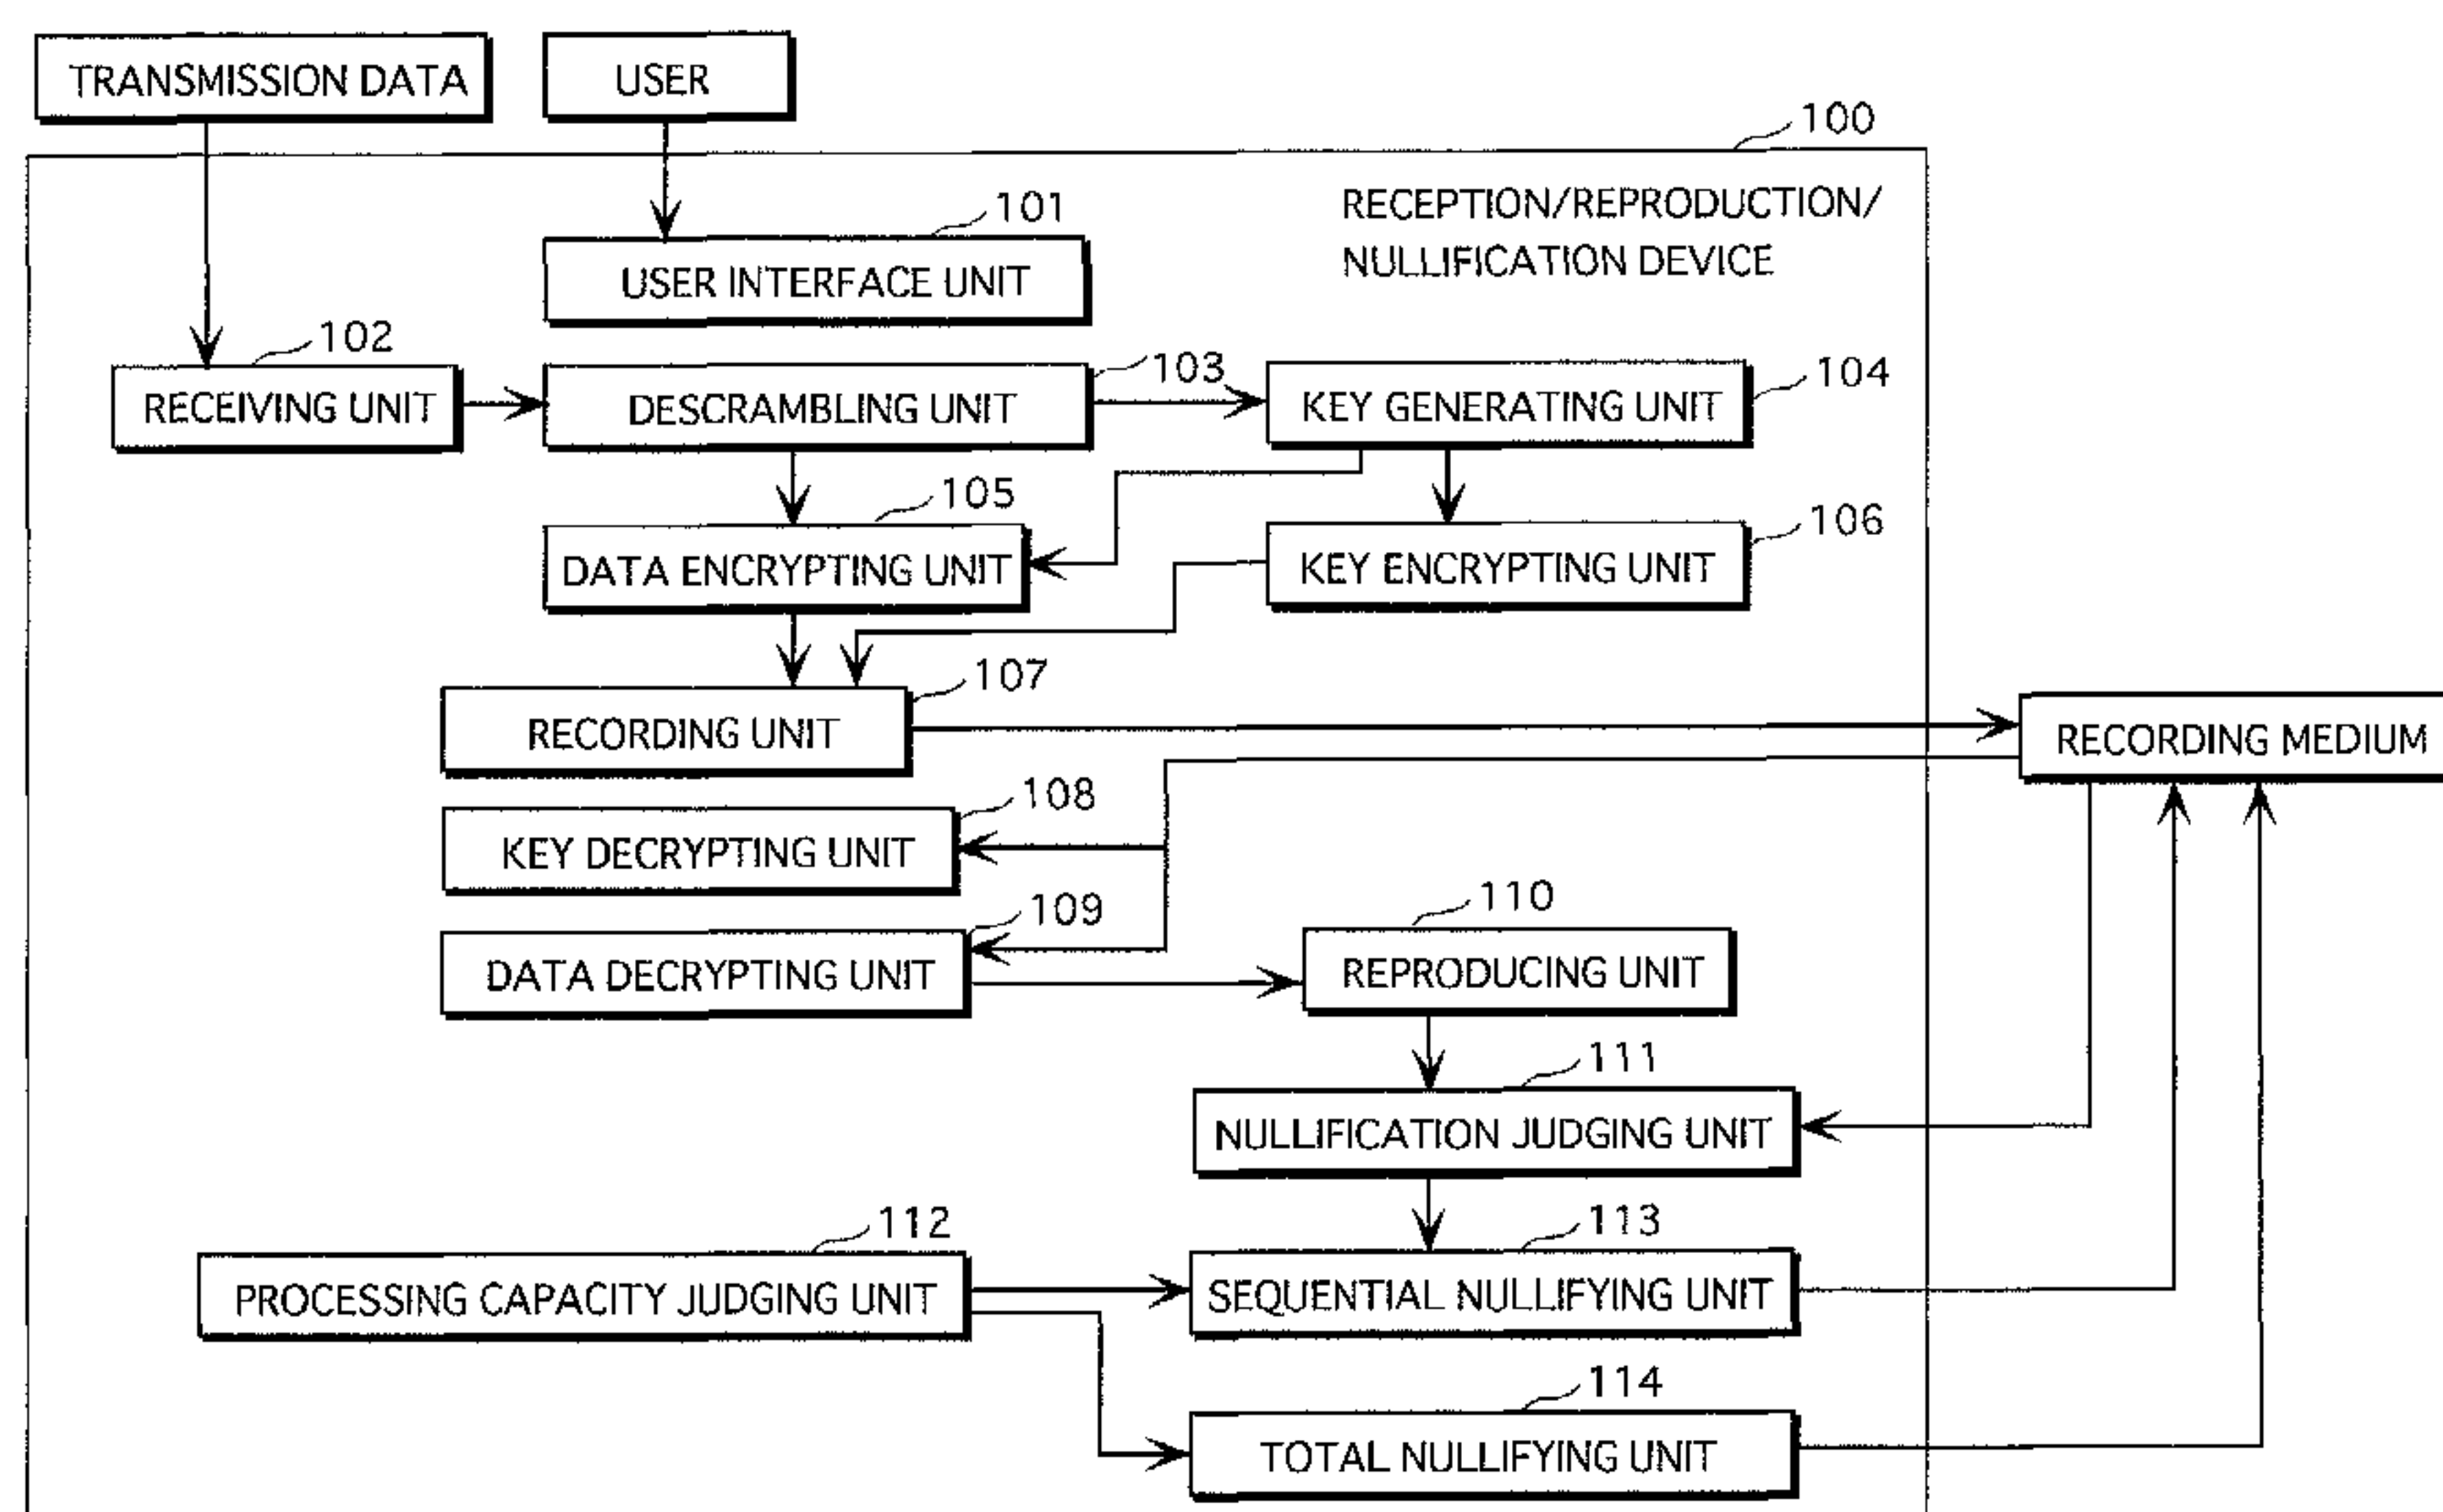 TRANSMISSION DATA
USER
100
RECEPTION/REPRODUCTION/
NULLIFICATION DEVICE
101
USER INTERFACE UNIT
102
RECEIVING UNIT
103
DESCRAMBLING UNIT
104
KEY GENERATING UNIT
105
DATA ENCRYPTING UNIT
106
KEY ENCRYPTING UNIT
107
RECORDING UNIT
RECORDING MEDIUM
108
KEY DECRYPTING UNIT
109
DATA DECRYPTING UNIT
110
REPRODUCING UNIT
111
NULLIFICATION JUDGING UNIT
112
PROCESSING CAPACITY JUDGING UNIT
113
SEQUENTIAL NULLIFYING UNIT
114
TOTAL NULLIFYING UNIT